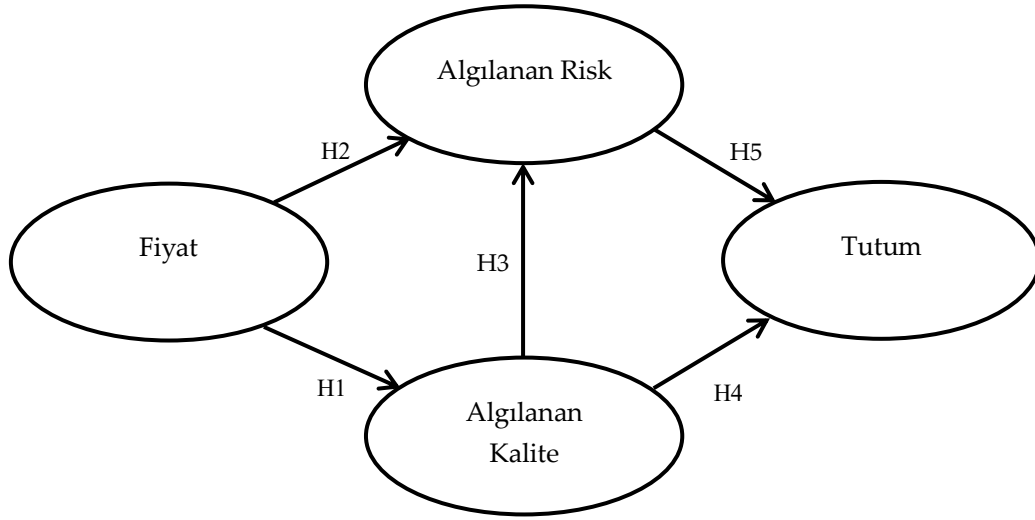 Algılanan Risk
H2
H5
Fiyat
H3
Tutum
H1
H4
Algılanan
Kalite